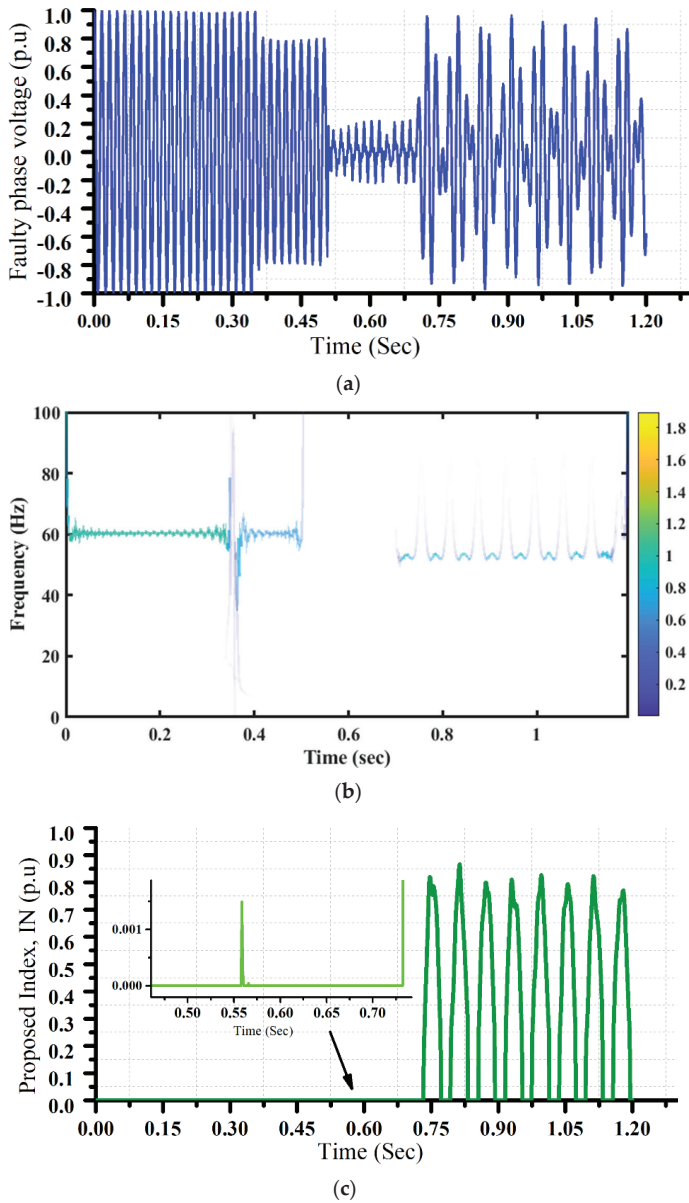 Faulty phase voltage (p.u)
1.0
0.8
0.6
0.4
0.2
0.0
-0.2
-0.4
-0.6
-0.8
-1.0
0.00 0.15 0.30 0.45 0.60 0.75 0.90 1.05 1.20
Time (Sec)
(a)
Frequency (Hz)
100
80
60
40
20
0
0 0.2 0.4 0.6 0.8 1
Time (sec)
1.8
1.6
1.4
1.2
1
0.8
0.6
0.4
0.2
(b)
Proposed Index, IN (p.u)
1.0
0.9
0.8
0.7
0.6
0.5
0.4
0.3
0.2
0.1
0.0
0.001
0.000
0.50 0.55 0.60 0.65 0.70
Time (Sec)
0.00 0.15 0.30 0.45 0.60 0.75 0.90 1.05 1.20
Time (Sec)
(c)